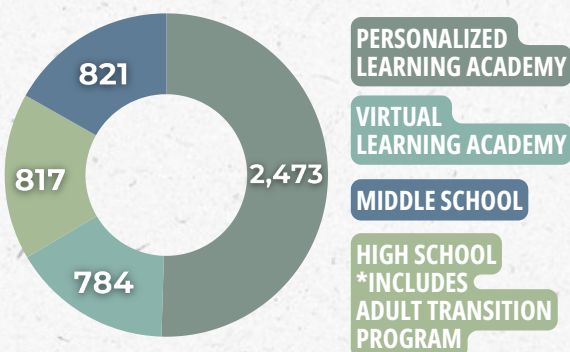 821
817
2,473
784
PERSONALIZED
LEARNING ACADEMY
VIRTUAL
LEARNING ACADEMY
MIDDLE SCHOOL
HIGH SCHOOL
*INCLUDES
ADULT TRANSITION
PROGRAM